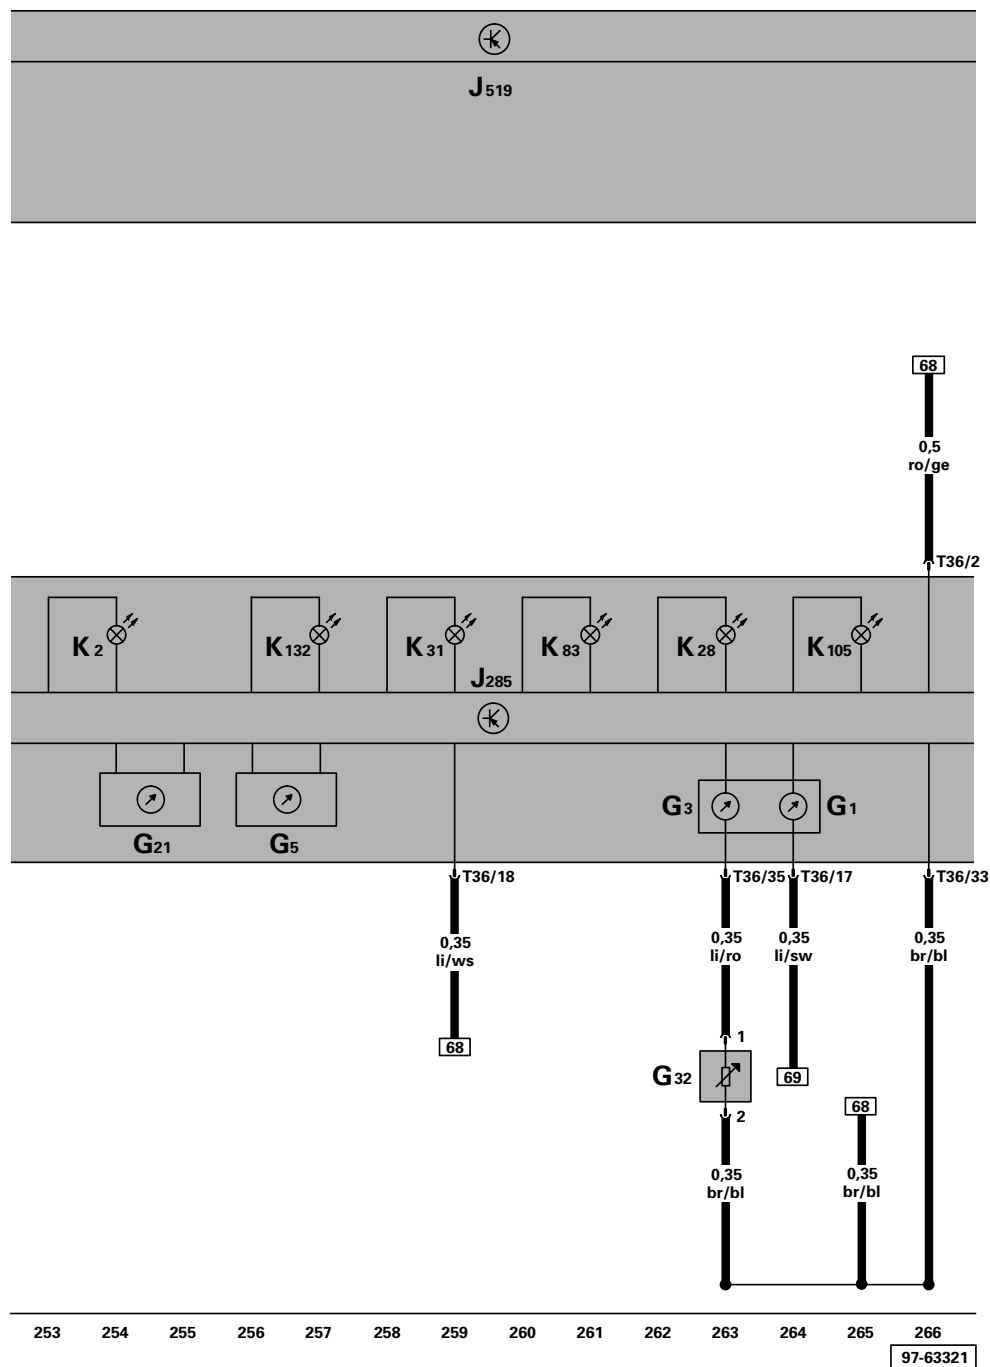 J519
68
0,5
ro/ge
T36/2
K2
K132
K31
K83
K28
K105
J285
G21
G5
G3
G1
T36/18
T36/35
T36/17
T36/33
0,35
li/ws
0,35
li/ro
0,35
li/sw
0,35
br/bl
68
1
G32
69
2
68
0,35
br/bl
0,35
br/bl
253 254 255 256 257 258 259 260 261 262 263 264 265 266
97-63321